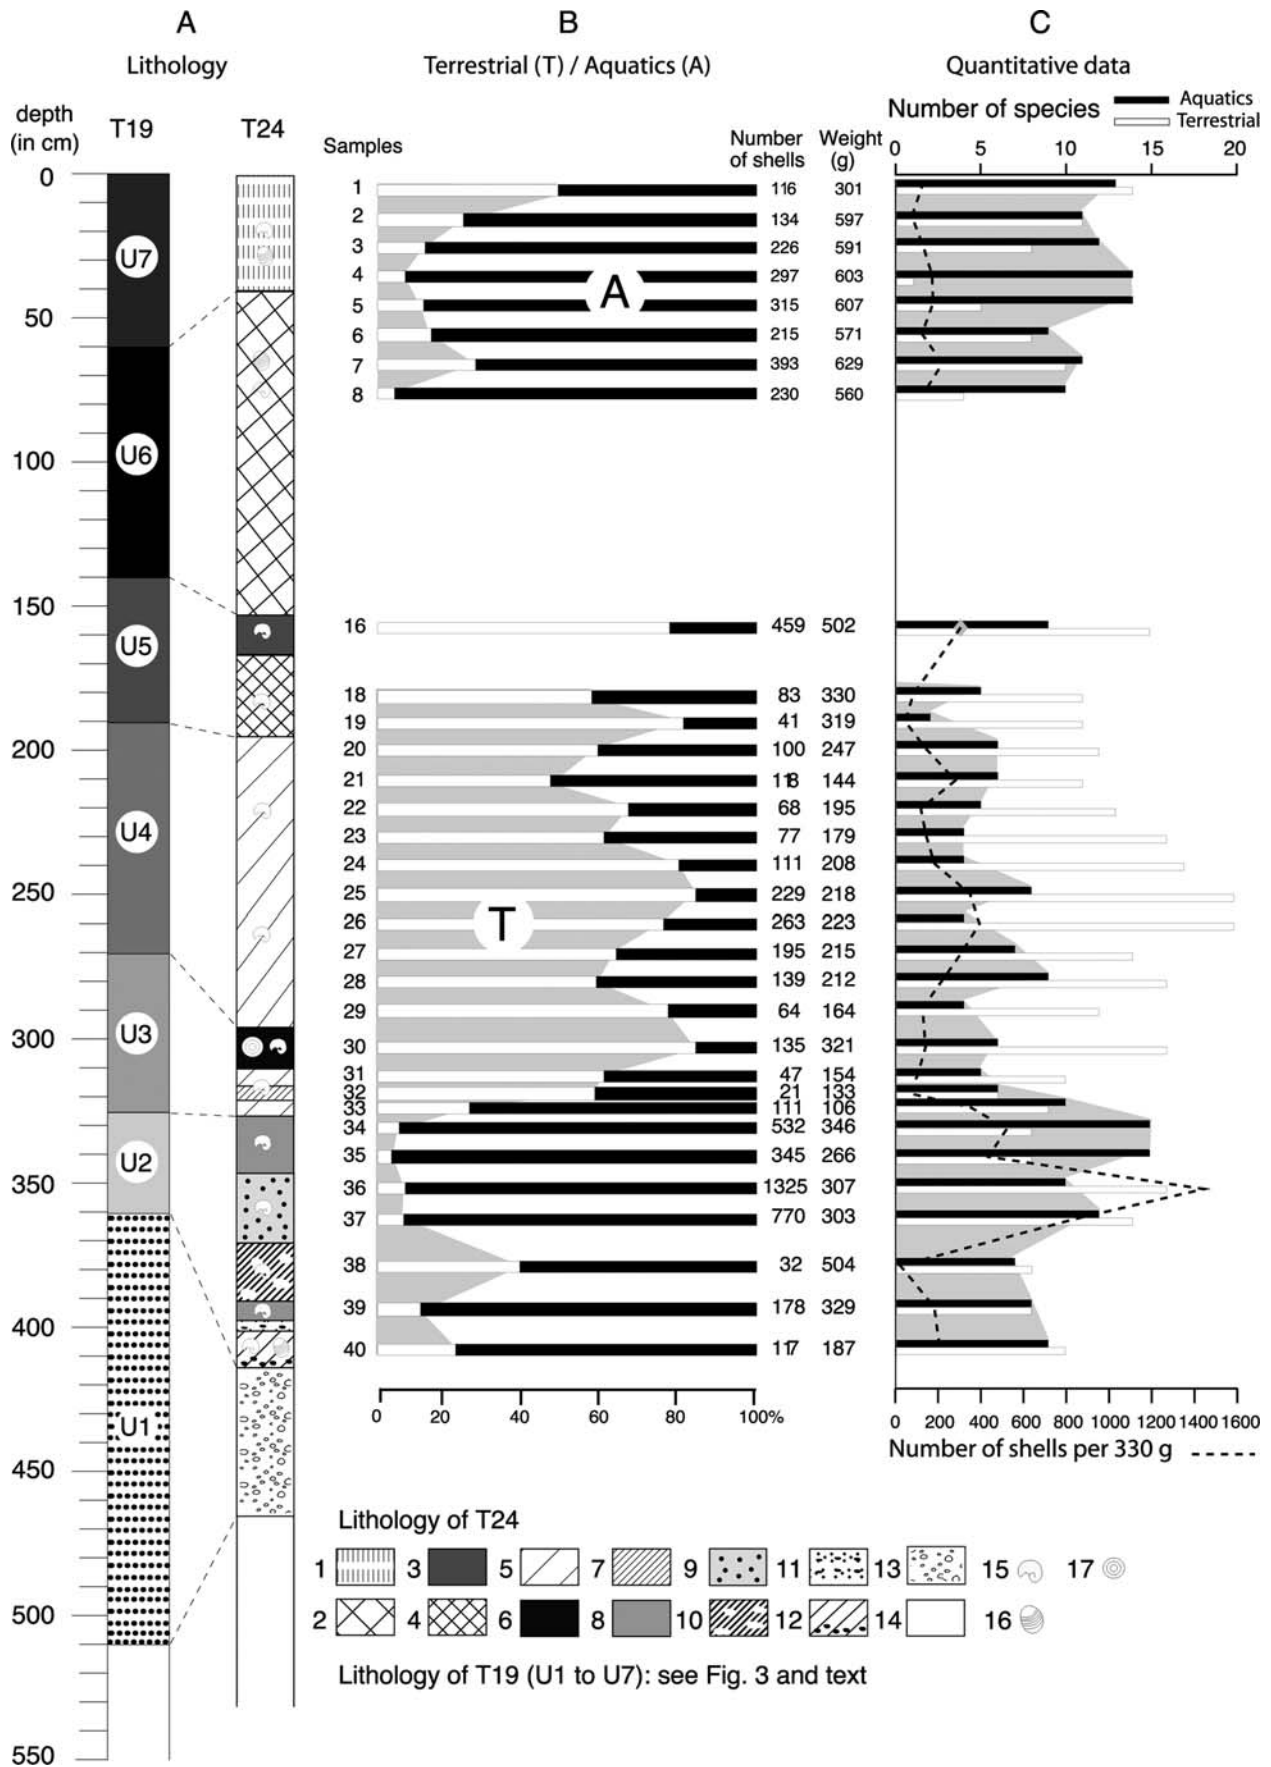 A B C
Lithology Terrestrial (T) / Aquatics (A) Quantitative data
depth (in cm) T19 T24
Samples Number of shells Weight (g)
Number of species Aquatics
Terrestrial
0 5 10 15 20
0
50
100
150
200
250
300
350
400
450
500
550
U7
U6
U5
U4
U3
U2
U1
1 116 301
2 134 597
3 226 591
4 297 603
A
5 315 607
6 215 571
7 393 629
8 230 560
16 459 502
18 83 330
19 41 319
20 100 247
21 118 144
22 68 195
23 77 179
24 111 208
25 229 218
T
26 263 223
27 195 215
28 139 212
29 64 164
30 135 321
31 47 154
32 21 133
33 111 106
34 532 346
35 345 266
36 1325 307
37 770 303
38 32 504
39 178 329
40 117 187
0 20 40 60 80 100%
0 200 400 600 800 1000 1200 1400 1600
Number of shells per 330 g
Lithology of T24
1 3 5 7 9 11 13 15 17
2 4 6 8 10 12 14 16
Lithology of T19 (U1 to U7): see Fig. 3 and text